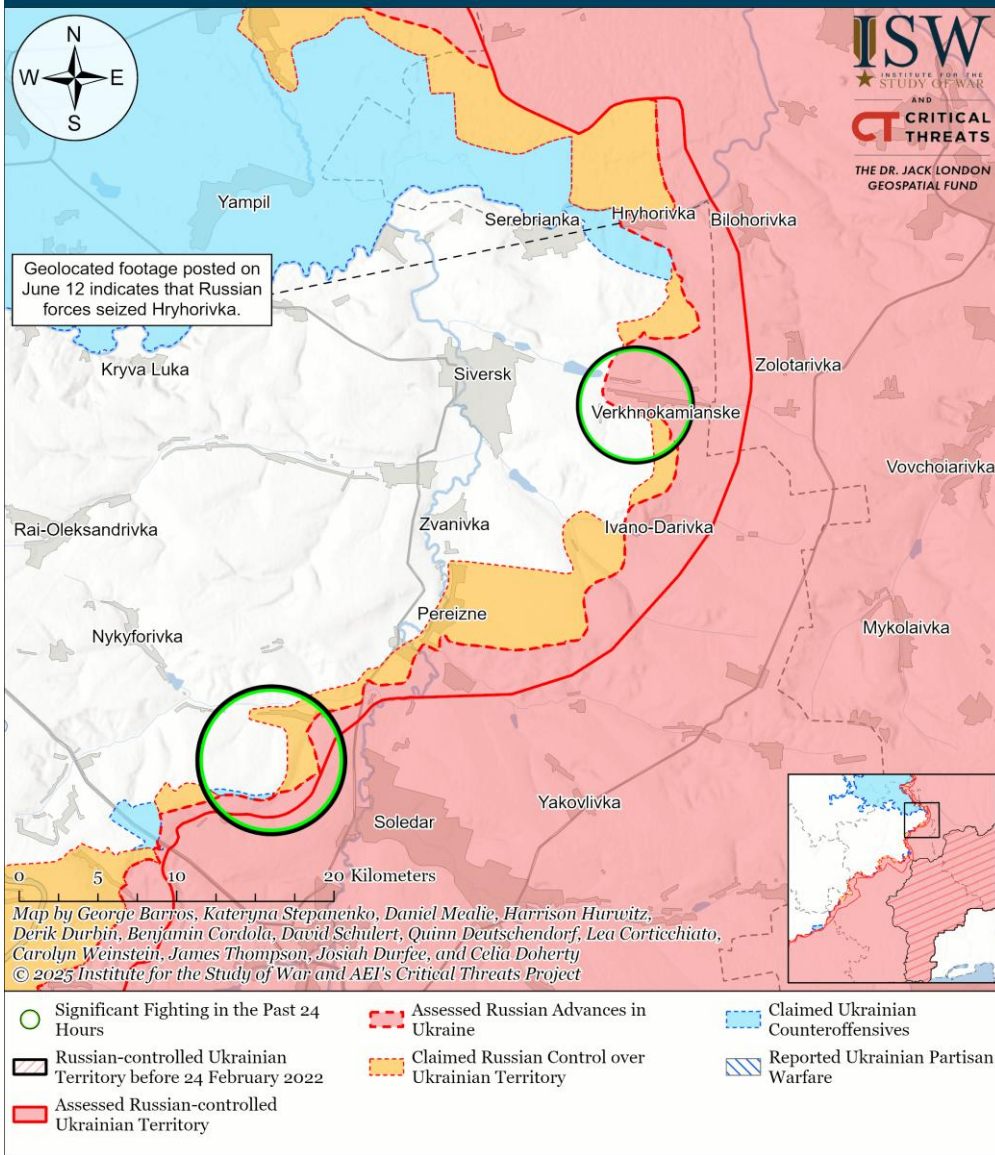 N
W
E
S
ISW
INSTITUTE FOR THE
STUDY OF WAR
AND
CT CRITICAL
THREATS
THE DR. JACK LONDON
GEOSPATIAL FUND
Yampil
Serebrianka
Hryhorivka
Bilohorivka
Geolocated footage posted on
June 12 indicates that Russian
forces seized Hryhorivka.
Kryva Luka
Siversk
Zolotarivka
Verkhnokamianske
Vovchoiarivka
Rai-Oleksandrivka
Zvanivka
Ivano-Darivka
Pereizne
Nykyforivka
Mykolaivka
Yakovlivka
Soledar
0 5 10 20 Kilometers
Map by George Barros, Kateryna Stepanenko, Daniel Mealie, Harrison Hurwitz,
Derik Durbin, Benjamin Cordola, David Schulert, Quinn Deutschendorf, Lea Corticchiato,
Carolyn Weinstein, James Thompson, Josiah Durfee, and Celia Doherty
© 2025 Institute for the Study of War and AEI's Critical Threats Project
Significant Fighting in the Past 24
Hours
Russian-controlled Ukrainian
Territory before 24 February 2022
Assessed Russian-controlled
Ukrainian Territory
Assessed Russian Advances in
Ukraine
Claimed Russian Control over
Ukrainian Territory
Claimed Ukrainian
Counteroffensives
Reported Ukrainian Partisan
Warfare